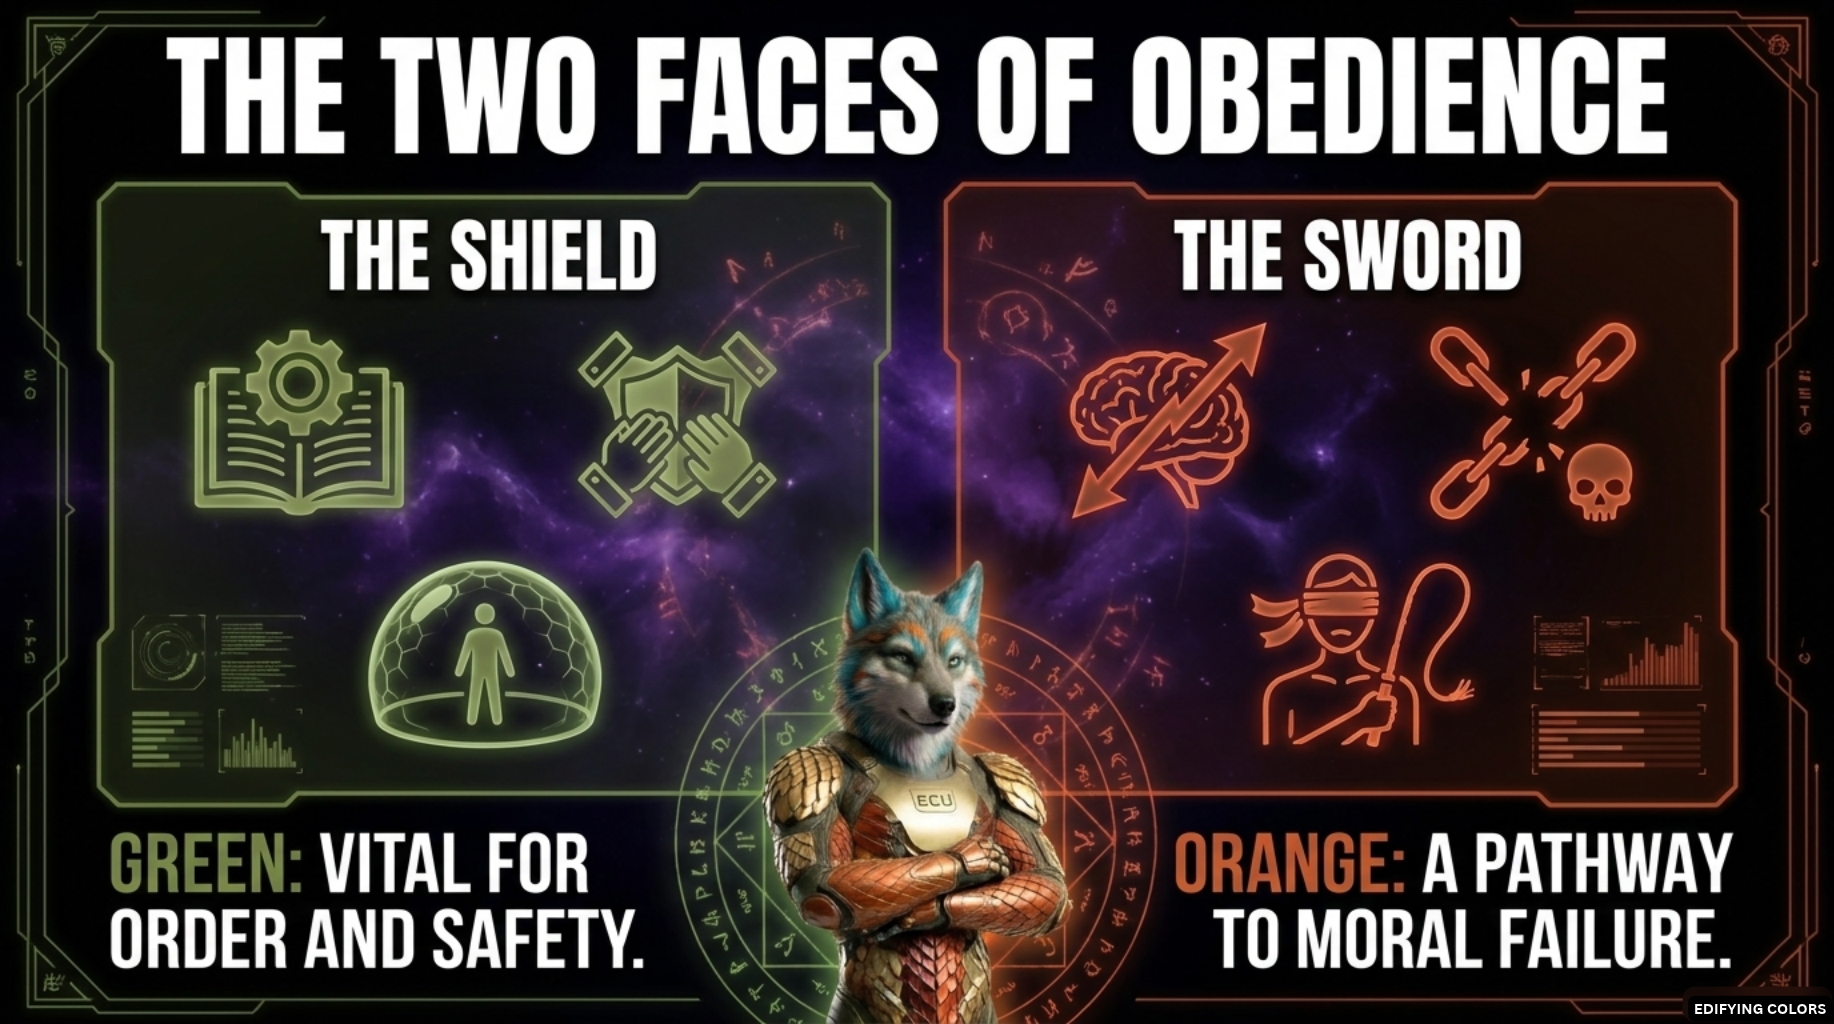 THE TWO FACES OF OBEDIENCE
THE SHIELD
THE SWORD
ECU
GREEN: VITAL FOR
ORDER AND SAFETY.
ORANGE: A PATHWAY
TO MORAL FAILURE.
EDIFYING COLORS